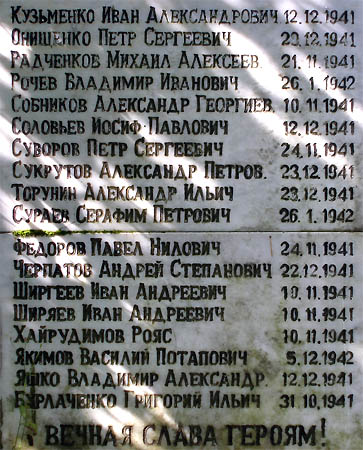 Кузьменко Иван Александрович 12.12.1941
Онищенко Петр Сергеевич 23.12.1941
Радченков Михаил Алексеев. 21.11.1941
Рочев Владимир Иванович 26.1.1942
Собников Александр Георгиев. 10.11.1941
Соловьев Иосиф Павлович 12.12.1941
Суворов Петр Сергеевич 24.11.1941
Сукрутов Александр Петров. 23.12.1941
Торунин Александр Ильич 23.12.1941
Сураев Серафим Петрович 26.1.1942
Федоров Павел Нилович 24.11.1941
Черпатов Андрей Степанович 22.12.1941
Ширгеев Иван Андреевич 10.11.1941
Ширяев Иван Андреевич 10.11.1941
Хайрудимов Рояс 10.11.1941
Якимов Василий Потапович 5.12.1942
Яшко Владимир Александр. 12.12.1941
Бурлаченко Григорий Ильич 31.10.1941
Вечная слава героям!